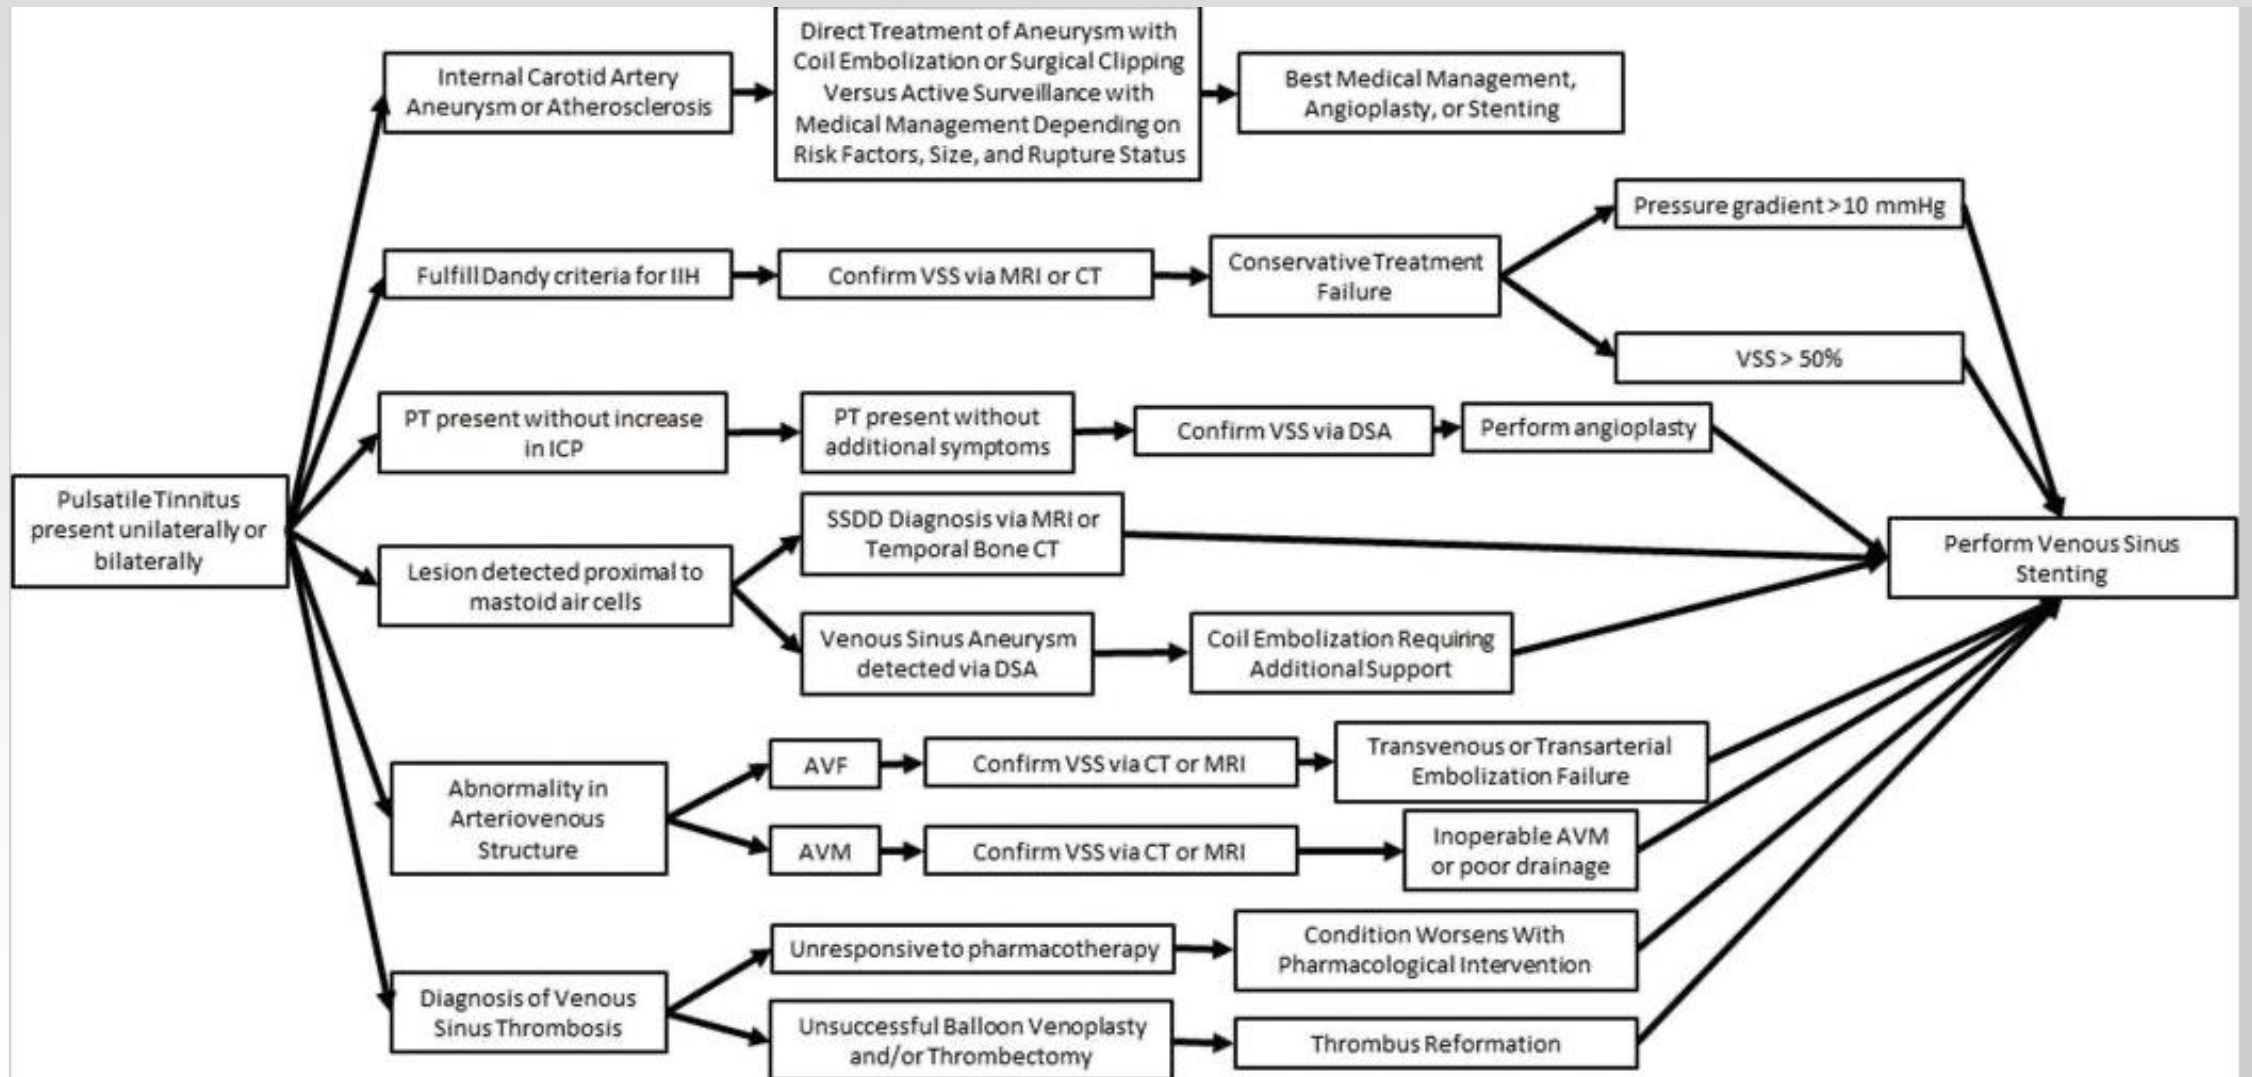 Direct Treatment of Aneurysm with
Coil Embolization or Surgical Clipping
Versus Active Surveillance with
Medical Management Depending on
Risk Factors, Size, and Rupture Status
Internal Carotid Artery
Aneurysm or Atherosclerosis
Best Medical Management,
Angioplasty, or Stenting
Pressure gradient >10 mmHg
Fulfill Dandy criteria for IIH
Confirm VSS via MRI or CT
Conservative Treatment
Failure
VSS > 50%
PT present without increase
in ICP
PT present without
additional symptoms
Confirm VSS via DSA
Perform angioplasty
Pulsatile Tinnitus
present unilaterally or
bilaterally
SSDD Diagnosis via MRI or
Temporal Bone CT
Perform Venous Sinus
Stenting
Lesion detected proximal to
mastoid air cells
Venous Sinus Aneurysm
detected via DSA
Coil Embolization Requiring
Additional Support
Abnormality in
Arteriovenous
Structure
AVF
Confirm VSS via CT or MRI
Transvenous or Transarterial
Embolization Failure
AVM
Confirm VSS via CT or MRI
Inoperable AVM
or poor drainage
Unresponsive to pharmacotherapy
Condition Worsens With
Pharmacological Intervention
Diagnosis of Venous
Sinus Thrombosis
Unsuccessful Balloon Venoplasty
and/or Thrombectomy
Thrombus Reformation